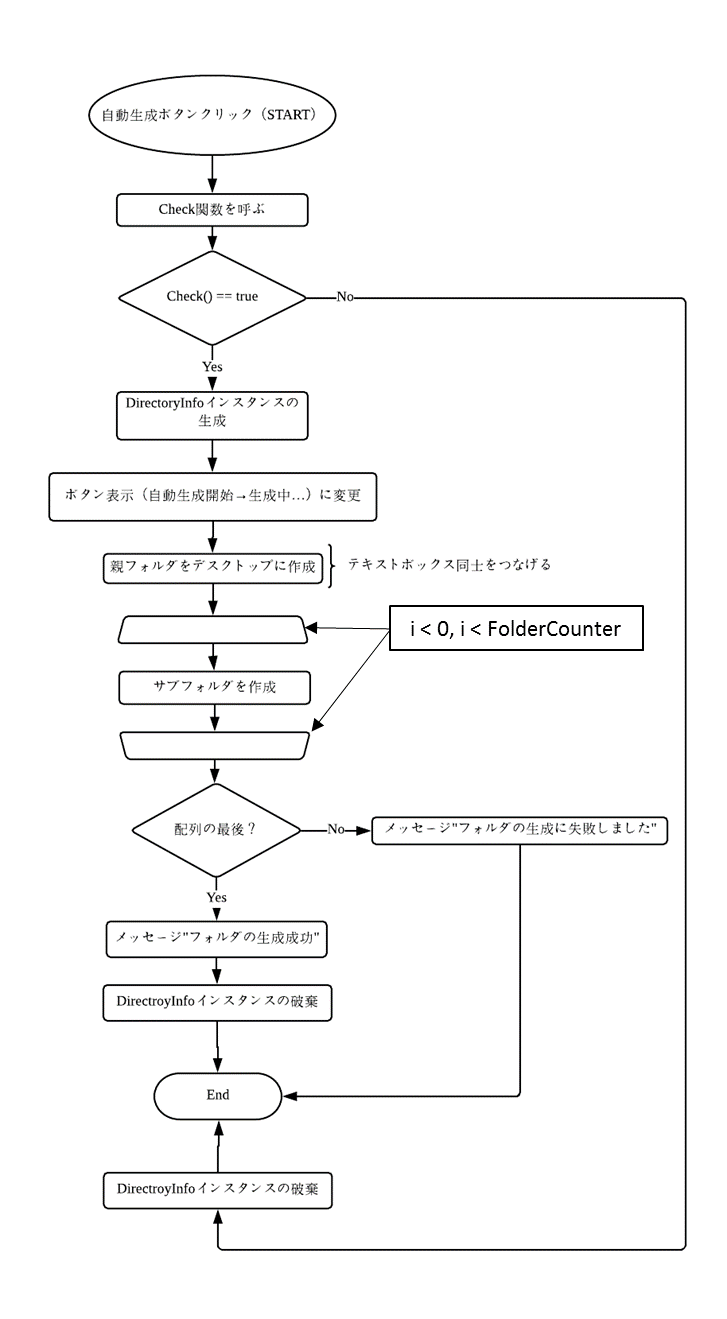 自動生成ボタンクリック（START）
Check関数を呼ぶ
Check() == true
No
Yes
DirectoryInfoインスタンスの
生成
ボタン表示（自動生成開始→生成中…）に変更
親フォルダをデスクトップに作成
テキストボックス同士をつなげる
i < 0, i < FolderCounter
サブフォルダを作成
配列の最後？
No
メッセージ"フォルダの生成に失敗しました"
Yes
メッセージ"フォルダの生成成功"
DirectroyInfoインスタンスの破棄
End
DirectroyInfoインスタンスの破棄